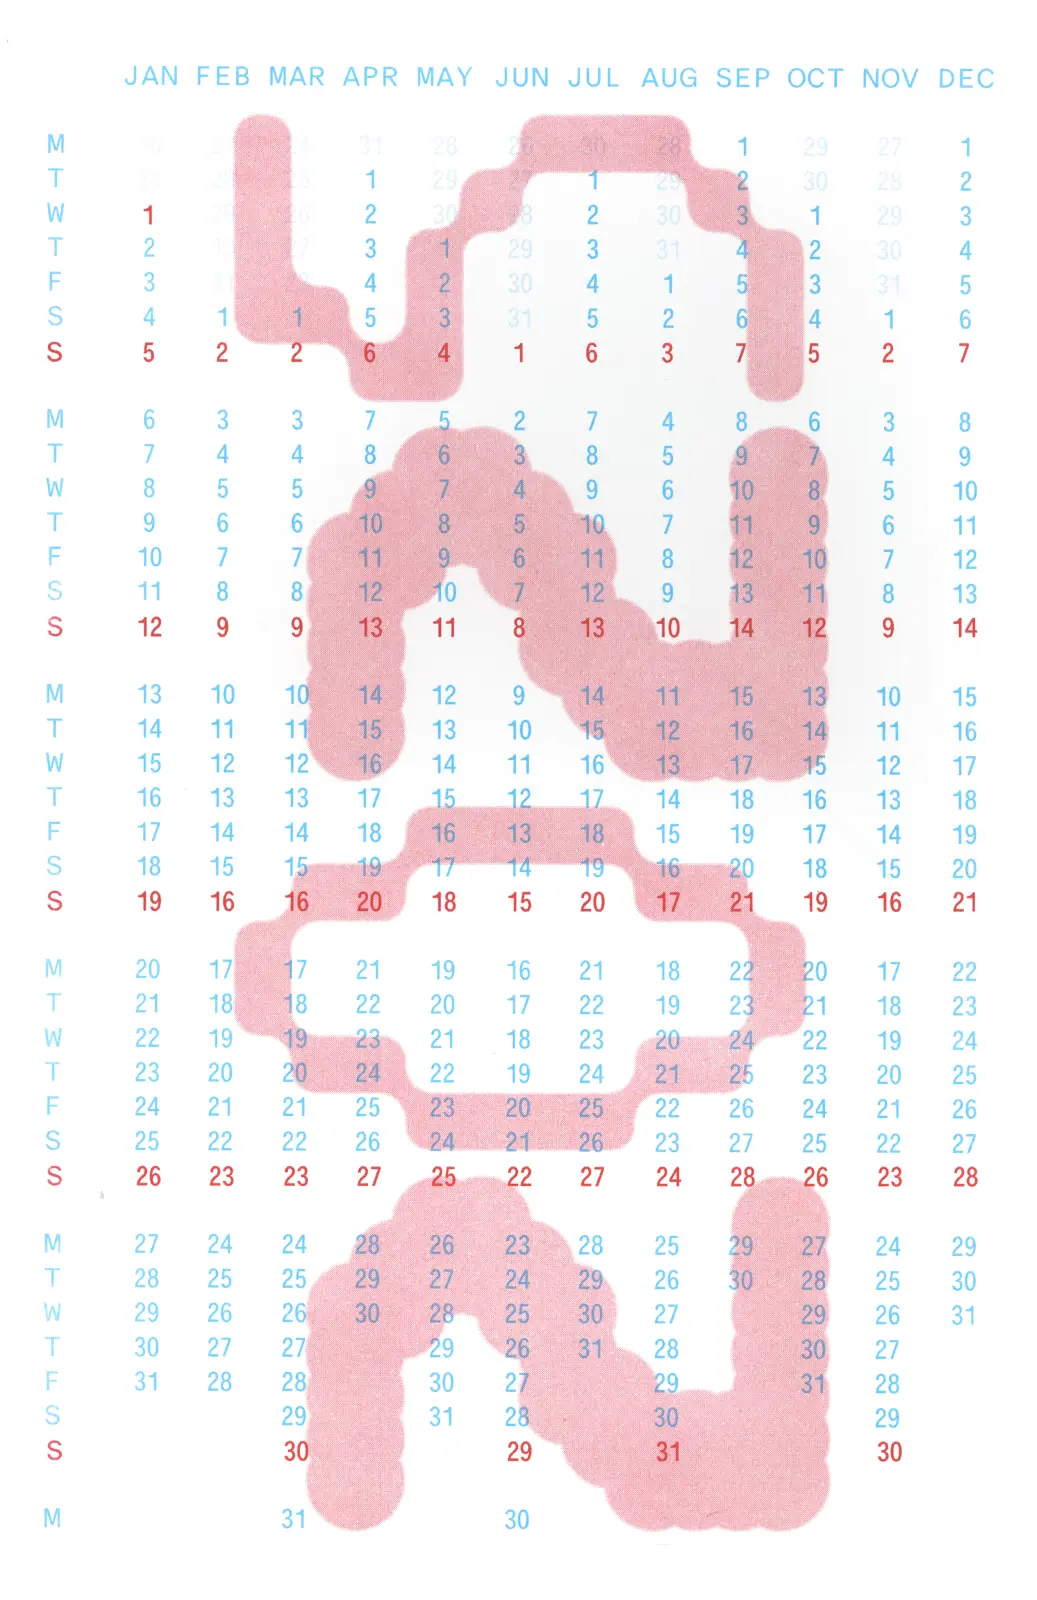 JAN FEB MAR APR MAY JUN JUL AUG SEP OCT NOV DEC
M 31 28 26 30 28 1 29 27 1
T 1 29 27 1 29 2 30 28 2
W 1 26 2 30 28 2 30 3 1 29 3
T 2 27 3 1 29 3 31 4 2 30 4
F 3 31 4 2 30 4 1 5 3 31 5
S 4 1 1 5 3 31 5 2 6 4 1 6
S 5 2 2 6 4 1 6 3 7 5 2 7
M 6 3 3 7 5 2 7 4 8 6 3 8
T 7 4 4 8 6 3 8 5 9 7 4 9
W 8 5 5 9 7 4 9 6 10 8 5 10
T 9 6 6 10 8 5 10 7 11 9 6 11
F 10 7 7 11 9 6 11 8 12 10 7 12
S 11 8 8 12 10 7 12 9 13 11 8 13
S 12 9 9 13 11 8 13 10 14 12 9 14
M 13 10 10 14 12 9 14 11 15 13 10 15
T 14 11 11 15 13 10 15 12 16 14 11 16
W 15 12 12 16 14 11 16 13 17 15 12 17
T 16 13 13 17 15 12 17 14 18 16 13 18
F 17 14 14 18 16 13 18 15 19 17 14 19
S 18 15 15 19 17 14 19 16 20 18 15 20
S 19 16 16 20 18 15 20 17 21 19 16 21
M 20 17 17 21 19 16 21 18 22 20 17 22
T 21 18 18 22 20 17 22 19 23 21 18 23
W 22 19 19 23 21 18 23 20 24 22 19 24
T 23 20 20 24 22 19 24 21 25 23 20 25
F 24 21 21 25 23 20 25 22 26 24 21 26
S 25 22 22 26 24 21 26 23 27 25 22 27
S 26 23 23 27 25 22 27 24 28 26 23 28
M 27 24 24 28 26 23 28 25 29 27 24 29
T 28 25 25 29 27 24 29 26 30 28 25 30
W 29 26 26 30 28 25 30 27 29 26 31
T 30 27 27 29 26 31 28 30 27
F 31 28 28 30 27 29 31 28
S 29 31 28 30 29
S 30 29 31 30
M 31 30